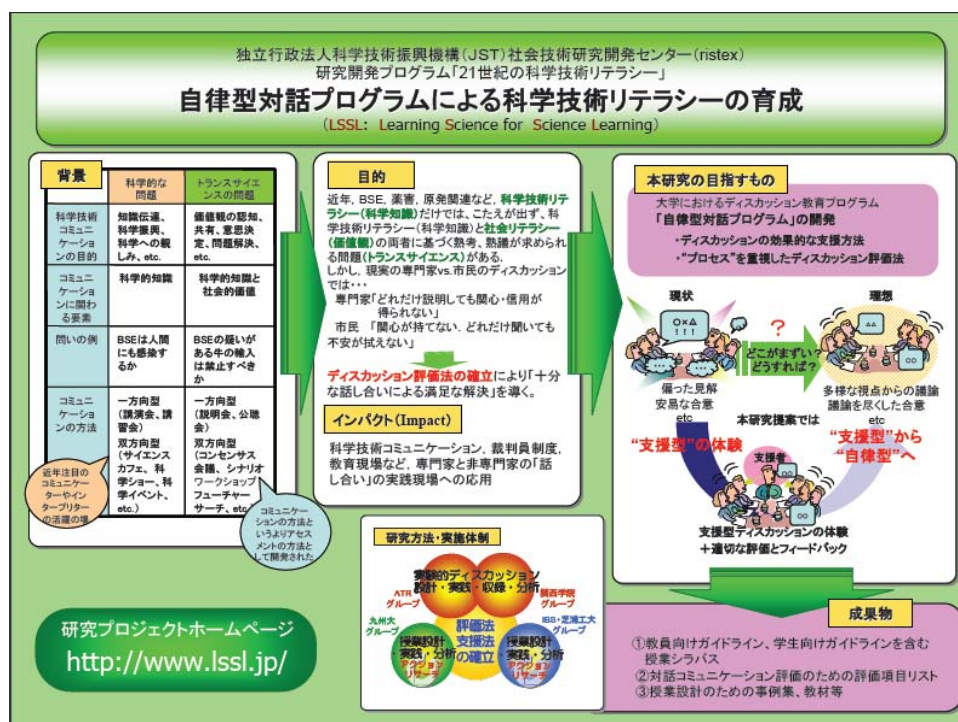 独立行政法人科学技術振興機構(JST)社会技術研究開発センター(ristex)
研究開発プログラム「21世紀の科学技術リテラシー」
自律型対話プログラムによる科学技術リテラシーの育成
(LSSL: Learning Science for Science Learning)
背景
科学的な
問題
トランスサイエ
ンスの問題
科学技術
コミュニ
ケーショ
ンの目的
知識伝達、
科学振興、
科学への親
しみ、etc.
価値観の認知、
共有、意思決
定、問題解決、
etc.
コミュニ
ケーショ
ンに関わ
る要素
科学的知識
科学的知識と
社会的価値
問いの例
BSEは人間
にも感染す
るか
BSEの疑いが
ある牛の輸入
は禁止すべき
か
コミュニ
ケーショ
ンの方法
一方向型
(講演会、講
習会)
双方向型
(サイエンス
カフェ、科
学ショー、科
学イベント、
etc.)
一方向型
(説明会、公聴
会)
双方向型
(コンセンサス
会議、シナリオ
ワークショップ
フューチャー
サーチ、etc.
近年注目の
コミュニケー
ターやイン
タープリター
の活躍の場
コミュニケー
ションの方法と
いうよりアセス
メントの方法と
して開発された
目的
近年、BSE, 薬害, 原発関連など, 科学技術リテ
ラシー(科学知識)だけでは、こたえが出ず、科
学技術リテラシー(科学知識)と社会リテラシー
(価値観)の両者に基づく熟考、熟議が求められ
る問題(トランスサイエンス)がある.
しかし, 現実の専門家vs.市民のディスカッション
では・・・
専門家「どれだけ説明しても関心・信用が
得られない」
市民 「関心が持てない. どれだけ聞いても
不安が拭えない」
ディスカッション評価法の確立により「十分
な話し合いによる満足な解決」を導く。
インパクト(Impact)
科学技術コミュニケーション, 裁判員制度,
教育現場など, 専門家と非専門家の「話
し合い」の実践現場への応用
研究方法・実施体制
実験的ディスカッション
設計・実践・収録・分析
ATR
グループ
関西学院
グループ
九州大
グループ
IBS・芝浦工大
グループ
評価法
支援法
の確立
授業設計
・実践・分析
アクション
リサーチ
授業設計
・実践・分析
アクション
リサーチ
本研究の目指すもの
大学におけるディスカッション教育プログラム
「自律型対話プログラム」の開発
・ディスカッションの効果的な支援方法
・“プロセス”を重視したディスカッション評価法
現状
理想
○×△
!!!
?
△△
○○
どこがまずい?
どうすれば?
偏った見解
安易な合意
etc
多様な視点からの議論
議論を尽くした合意
etc
本研究提案では
“支援型”の体験
“支援型”から
“自律型”へ
支援者
○○
支援型ディスカッションの体験
+適切な評価とフィードバック
成果物
①教員向けガイドライン、学生向けガイドラインを含む
授業シラバス
②対話コミュニケーション評価のための評価項目リスト
③授業設計のための事例集、教材等
研究プロジェクトホームページ
http://www.lssl.jp/